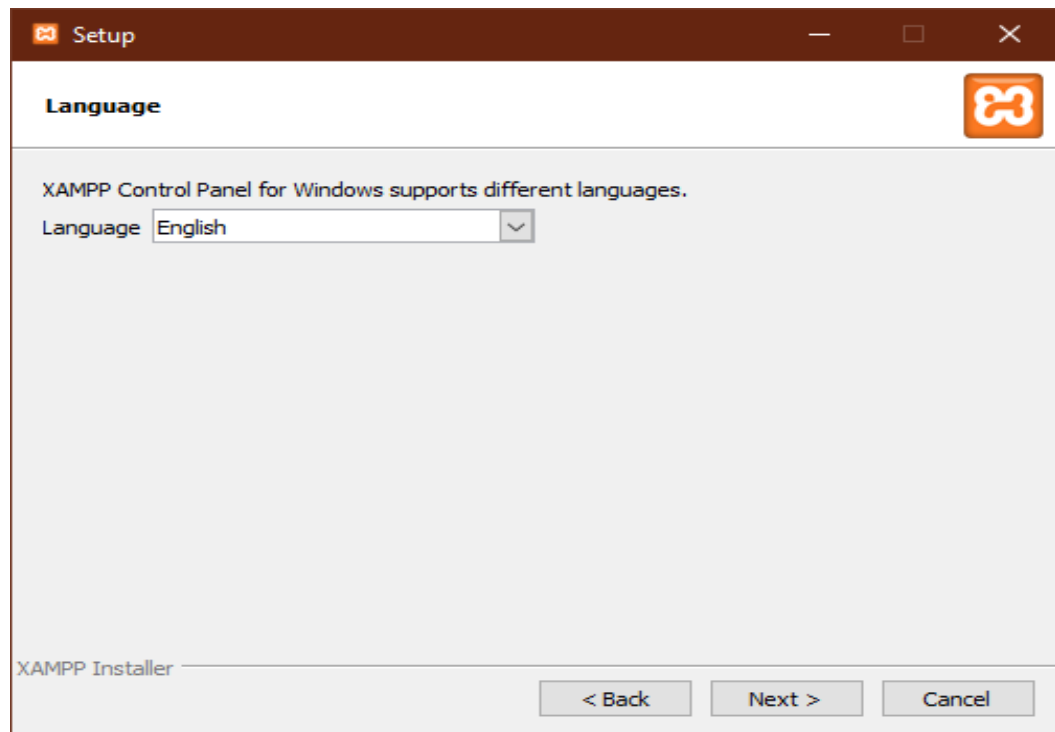 Setup
Language
XAMPP Control Panel for Windows supports different languages.
Language English
XAMPP Installer
< Back Next > Cancel